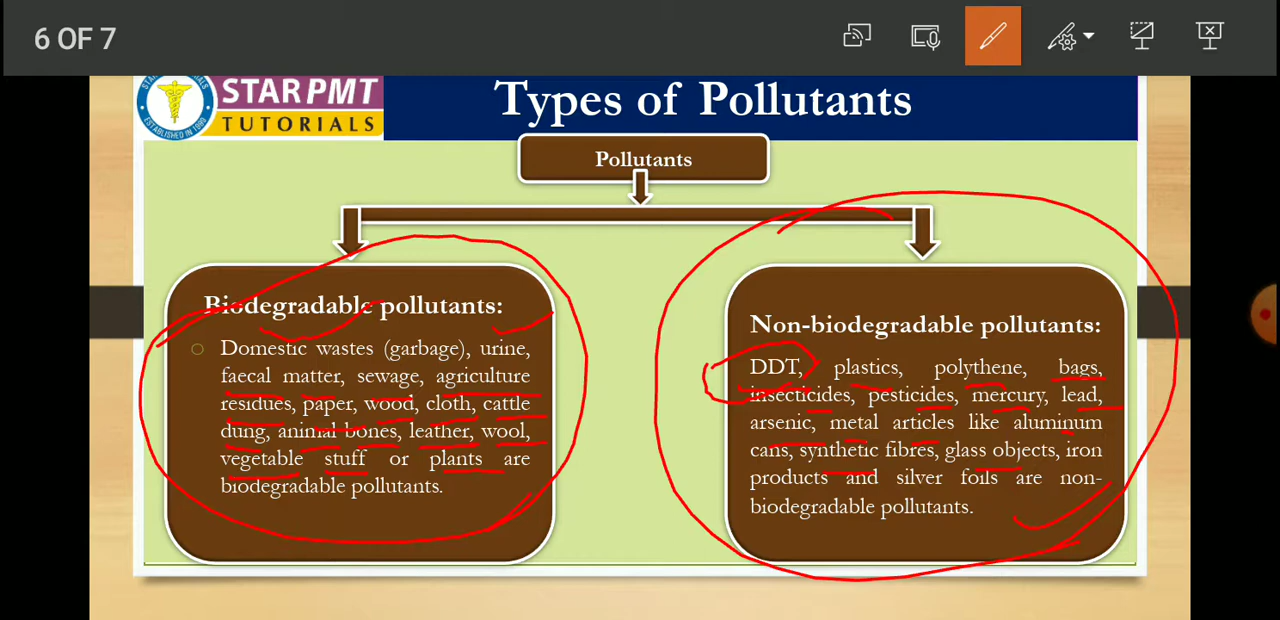 6 OF 7
STAR PMT
TUTORIALS
Types of Pollutants
Pollutants
Biodegradable pollutants:
Domestic wastes (garbage), urine,
faecal matter, sewage, agriculture
residues, paper, wood, cloth, cattle
dung, animal bones, leather, wool,
vegetable stuff or plants are
biodegradable pollutants.
Non-biodegradable pollutants:
DDT, plastics, polythene, bags,
insecticides, pesticides, mercury, lead,
arsenic, metal articles like aluminum
cans, synthetic fibres, glass objects, iron
products and silver foils are non-
biodegradable pollutants.